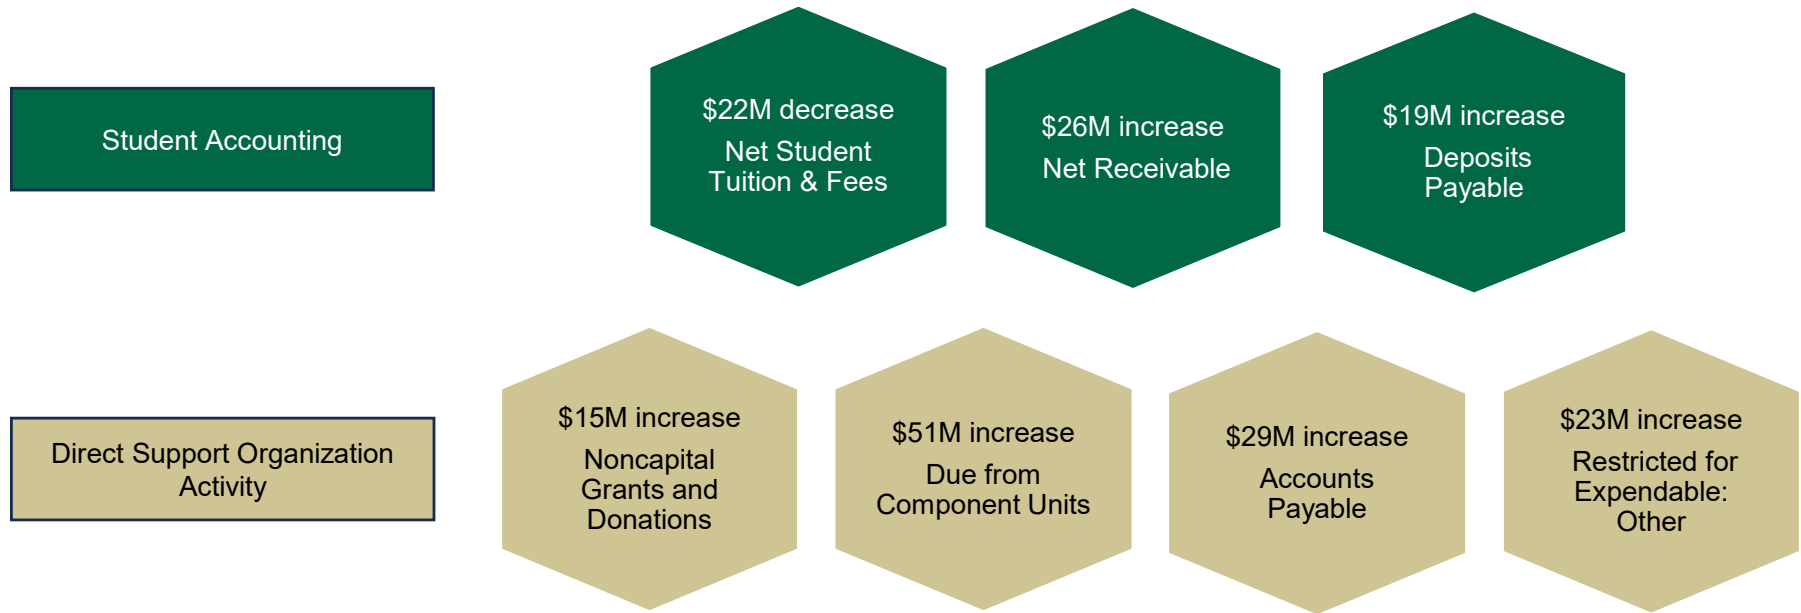 Student Accounting
$22M decrease
Net Student
Tuition & Fees
$26M increase
Net Receivable
$19M increase
Deposits
Payable
Direct Support Organization
Activity
$15M increase
Noncapital
Grants and
Donations
$51M increase
Due from
Component Units
$29M increase
Accounts
Payable
$23M increase
Restricted for
Expendable:
Other